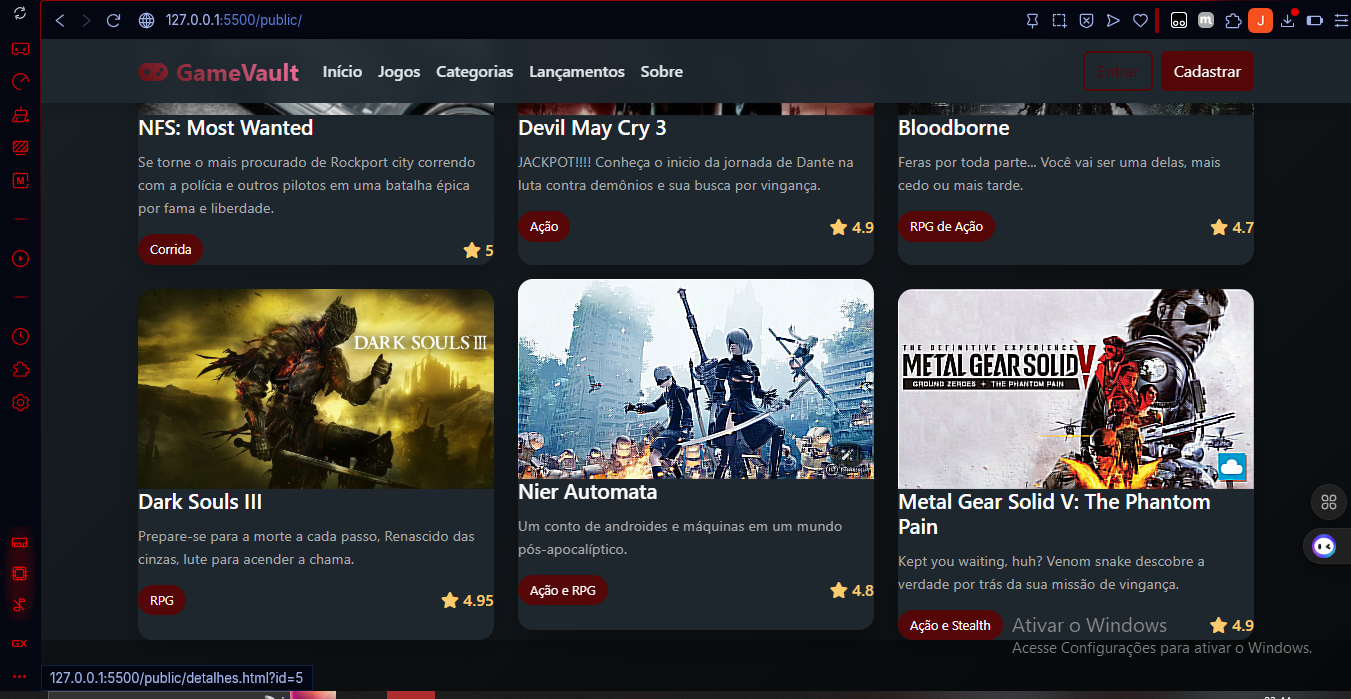 127.0.0.1:5500/public/
J
GameVault
Início
Jogos
Categorias
Lançamentos
Sobre
Entrar
Cadastrar
NFS: Most Wanted
Se torne o mais procurado de Rockport city correndo
com a polícia e outros pilotos em uma batalha épica
por fama e liberdade.
Corrida
5
Devil May Cry 3
JACKPOT!!!! Conheça o inicio da jornada de Dante na
luta contra demônios e sua busca por vingança.
Ação
4.9
Bloodborne
Feras por toda parte... Você vai ser uma delas, mais
cedo ou mais tarde.
RPG de Ação
4.7
DARK SOULS III
Dark Souls III
Prepare-se para a morte a cada passo, Renascido das
cinzas, lute para acender a chama.
RPG
4.95
Nier Automata
Um conto de androides e máquinas em um mundo
pós-apocalíptico.
Ação e RPG
4.8
THE DEFINITIVE EXPERIENCE
METAL GEAR SOLID V
GROUND ZEROES + THE PHANTOM PAIN
Metal Gear Solid V: The Phantom
Pain
Kept you waiting, huh? Venom snake descobre a
verdade por trás da sua missão de vingança.
Ação e Stealth
4.9
Ativar o Windows
Acesse Configurações para ativar o Windows.
M
GX
127.0.0.1:5500/public/detalhes.html?id=5